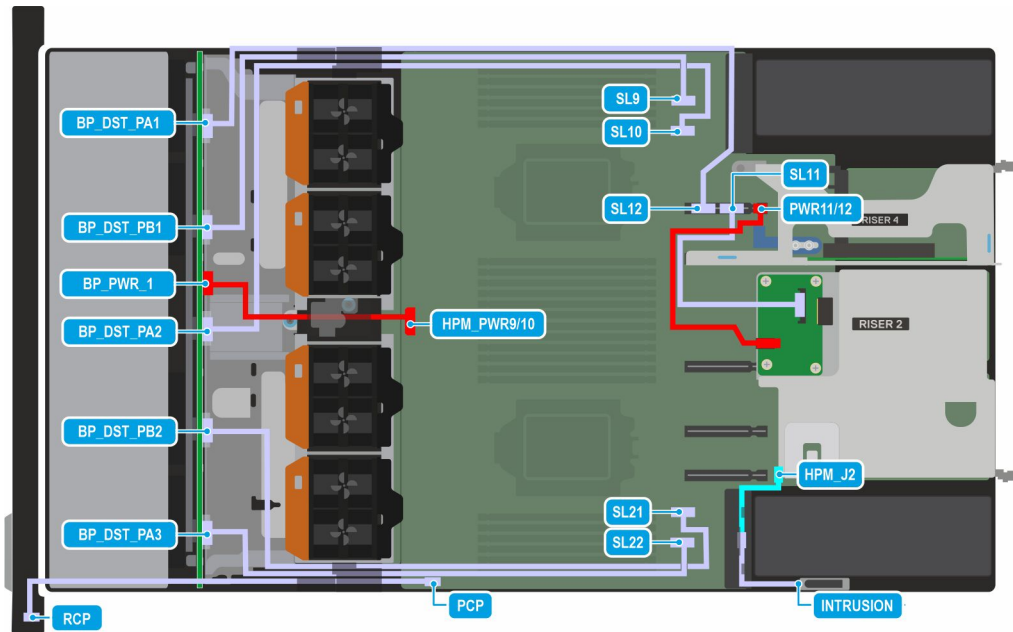 BP_DST_PA1
BP_DST_PB1
BP_PWR_1
BP_DST_PA2
BP_DST_PB2
BP_DST_PA3
RCP
HPM_PWR9/10
PCP
SL9
SL10
SL11
SL12
PWR11/12
RISER 4
RISER 2
HPM_J2
SL21
SL22
INTRUSION